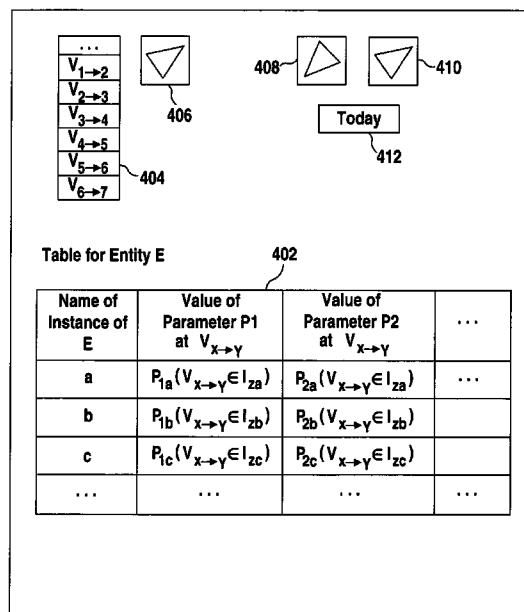 ...
V1→2
V2→3
V3→4
V4→5
V5→6
V6→7
404
406
408
410
Today
412
Table for Entity E
402
Name of Instance of E | Value of Parameter P1 at Vx→Y | Value of Parameter P2 at Vx→Y | ...
a | P1a(Vx→Y∈Iza) | P2a(Vx→Y∈Iza) | ...
b | P1b(Vx→Y∈Izb) | P2b(Vx→Y∈Izb)
c | P1c(Vx→Y∈Izc) | P2c(Vx→Y∈Izc)
... | ... | ... | ...